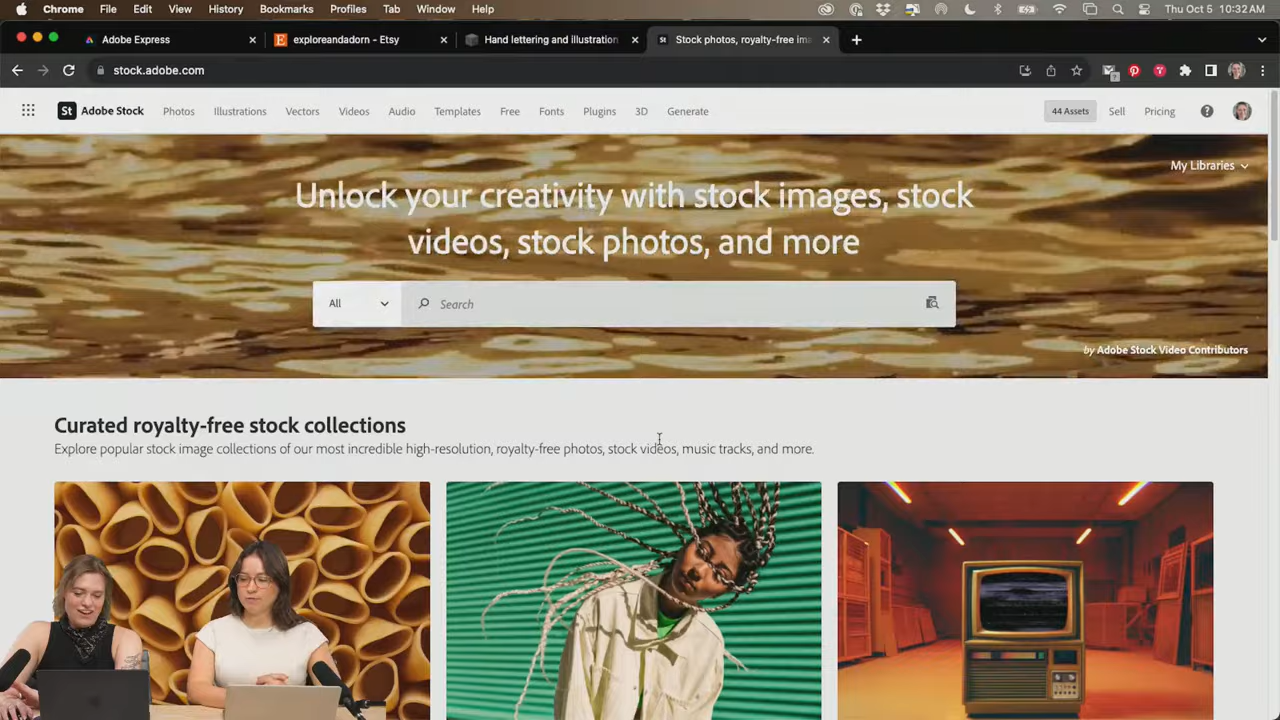 Chrome File Edit View History Bookmarks Profiles Tab Window Help Thu Oct 5 10:32 AM
Adobe Express exploreandadorn - Etsy Hand lettering and illustration Stock photos, royalty-free im
stock.adobe.com
St Adobe Stock Photos Illustrations Vectors Videos Audio Templates Free Fonts Plugins 3D Generate 44 Assets Sell Pricing
My Libraries
Unlock your creativity with stock images, stock
videos, stock photos, and more
All Search
by Adobe Stock Video Contributors
Curated royalty-free stock collections
Explore popular stock image collections of our most incredible high-resolution, royalty-free photos, stock videos, music tracks, and more.